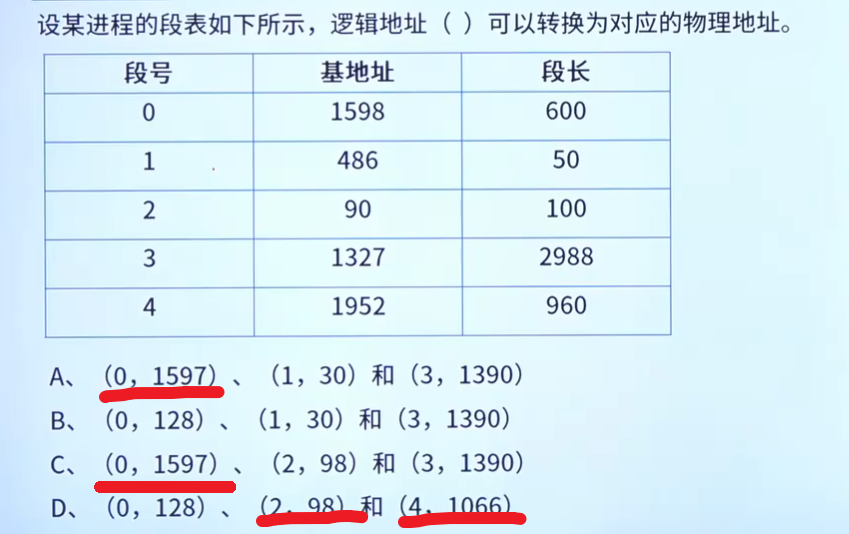 设某进程的段表如下所示，逻辑地址（ ）可以转换为对应的物理地址。
段号 基地址 段长
0 1598 600
1 486 50
2 90 100
3 1327 2988
4 1952 960
A、（0，1597）、（1，30）和（3，1390）
B、（0，128）、（1，30）和（3，1390）
C、（0，1597）、（2，98）和（3，1390）
D、（0，128）、（2，98）和（4，1066）